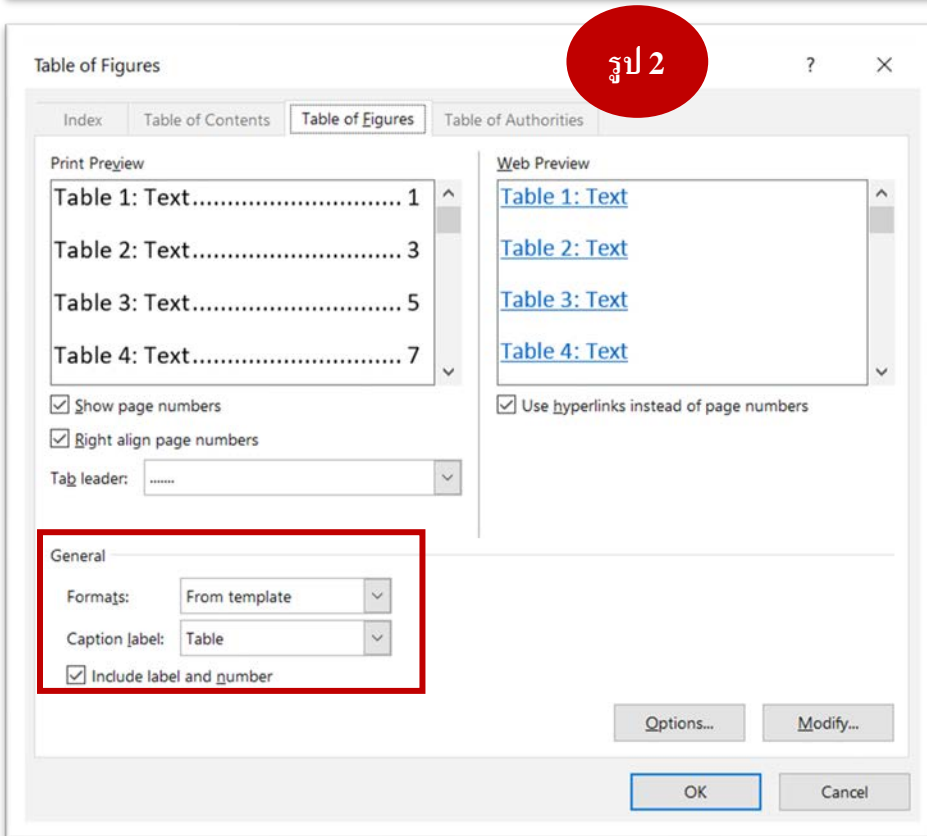 รูป 2
Table of Figures ? ×
Index Table of Contents Table of Figures Table of Authorities
Print Preview Web Preview
Table 1: Text.............................. 1 Table 1: Text
Table 2: Text.............................. 3 Table 2: Text
Table 3: Text.............................. 5 Table 3: Text
Table 4: Text.............................. 7 Table 4: Text
Show page numbers Use hyperlinks instead of page numbers
Right align page numbers
Tab leader: .......
General
Formats: From template
Caption label: Table
Include label and number
Options... Modify...
OK Cancel